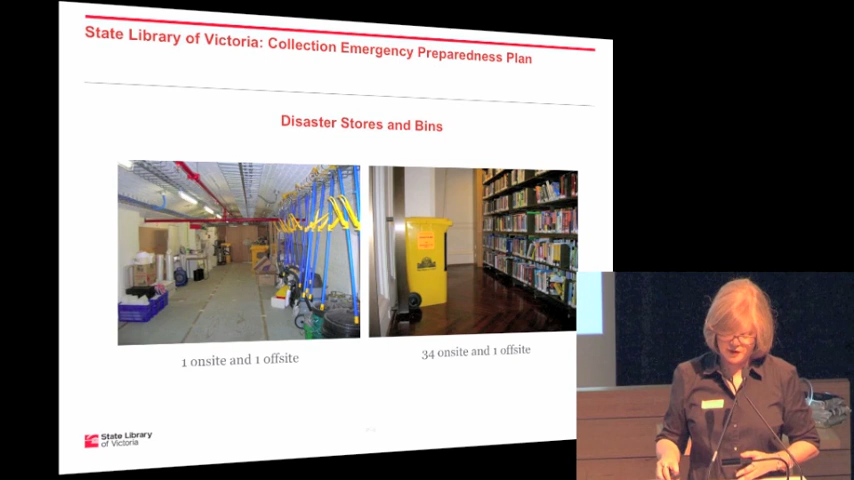 State Library of Victoria: Collection Emergency Preparedness Plan
Disaster Stores and Bins
1 onsite and 1 offsite
34 onsite and 1 offsite
State Library
of Victoria